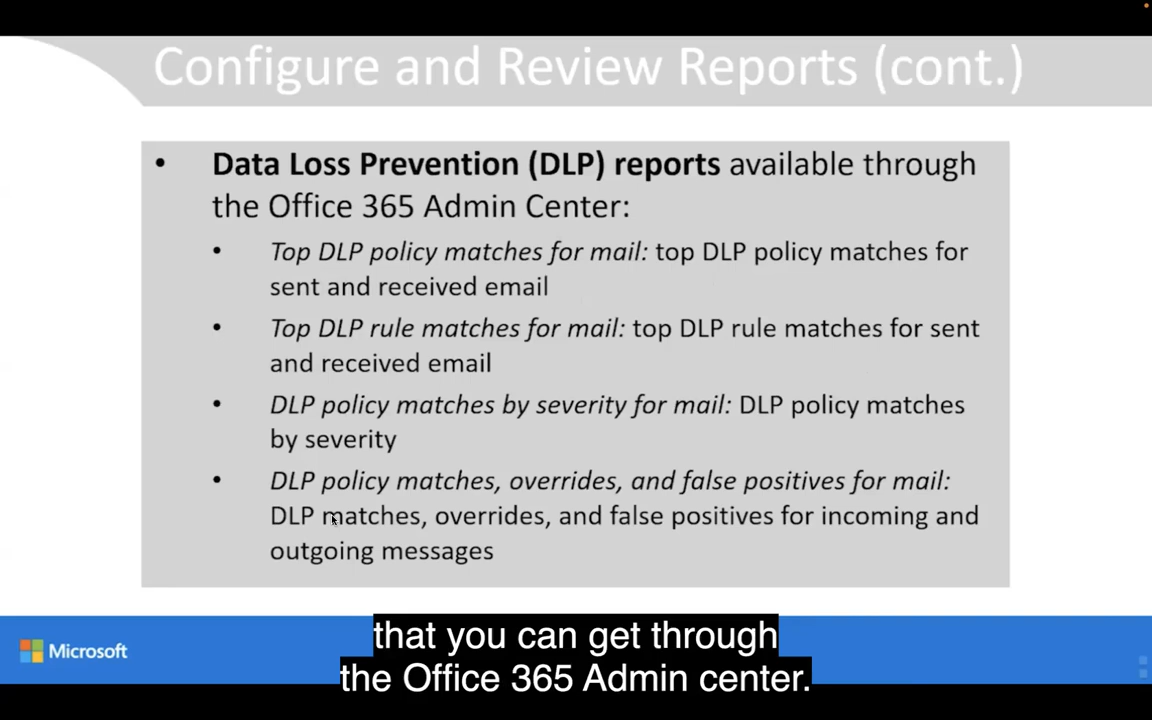 Configure and Review Reports (cont.)
• Data Loss Prevention (DLP) reports available through
the Office 365 Admin Center:
• Top DLP policy matches for mail: top DLP policy matches for
sent and received email
• Top DLP rule matches for mail: top DLP rule matches for sent
and received email
• DLP policy matches by severity for mail: DLP policy matches
by severity
• DLP policy matches, overrides, and false positives for mail:
DLP matches, overrides, and false positives for incoming and
outgoing messages
Microsoft
that you can get through
the Office 365 Admin center.